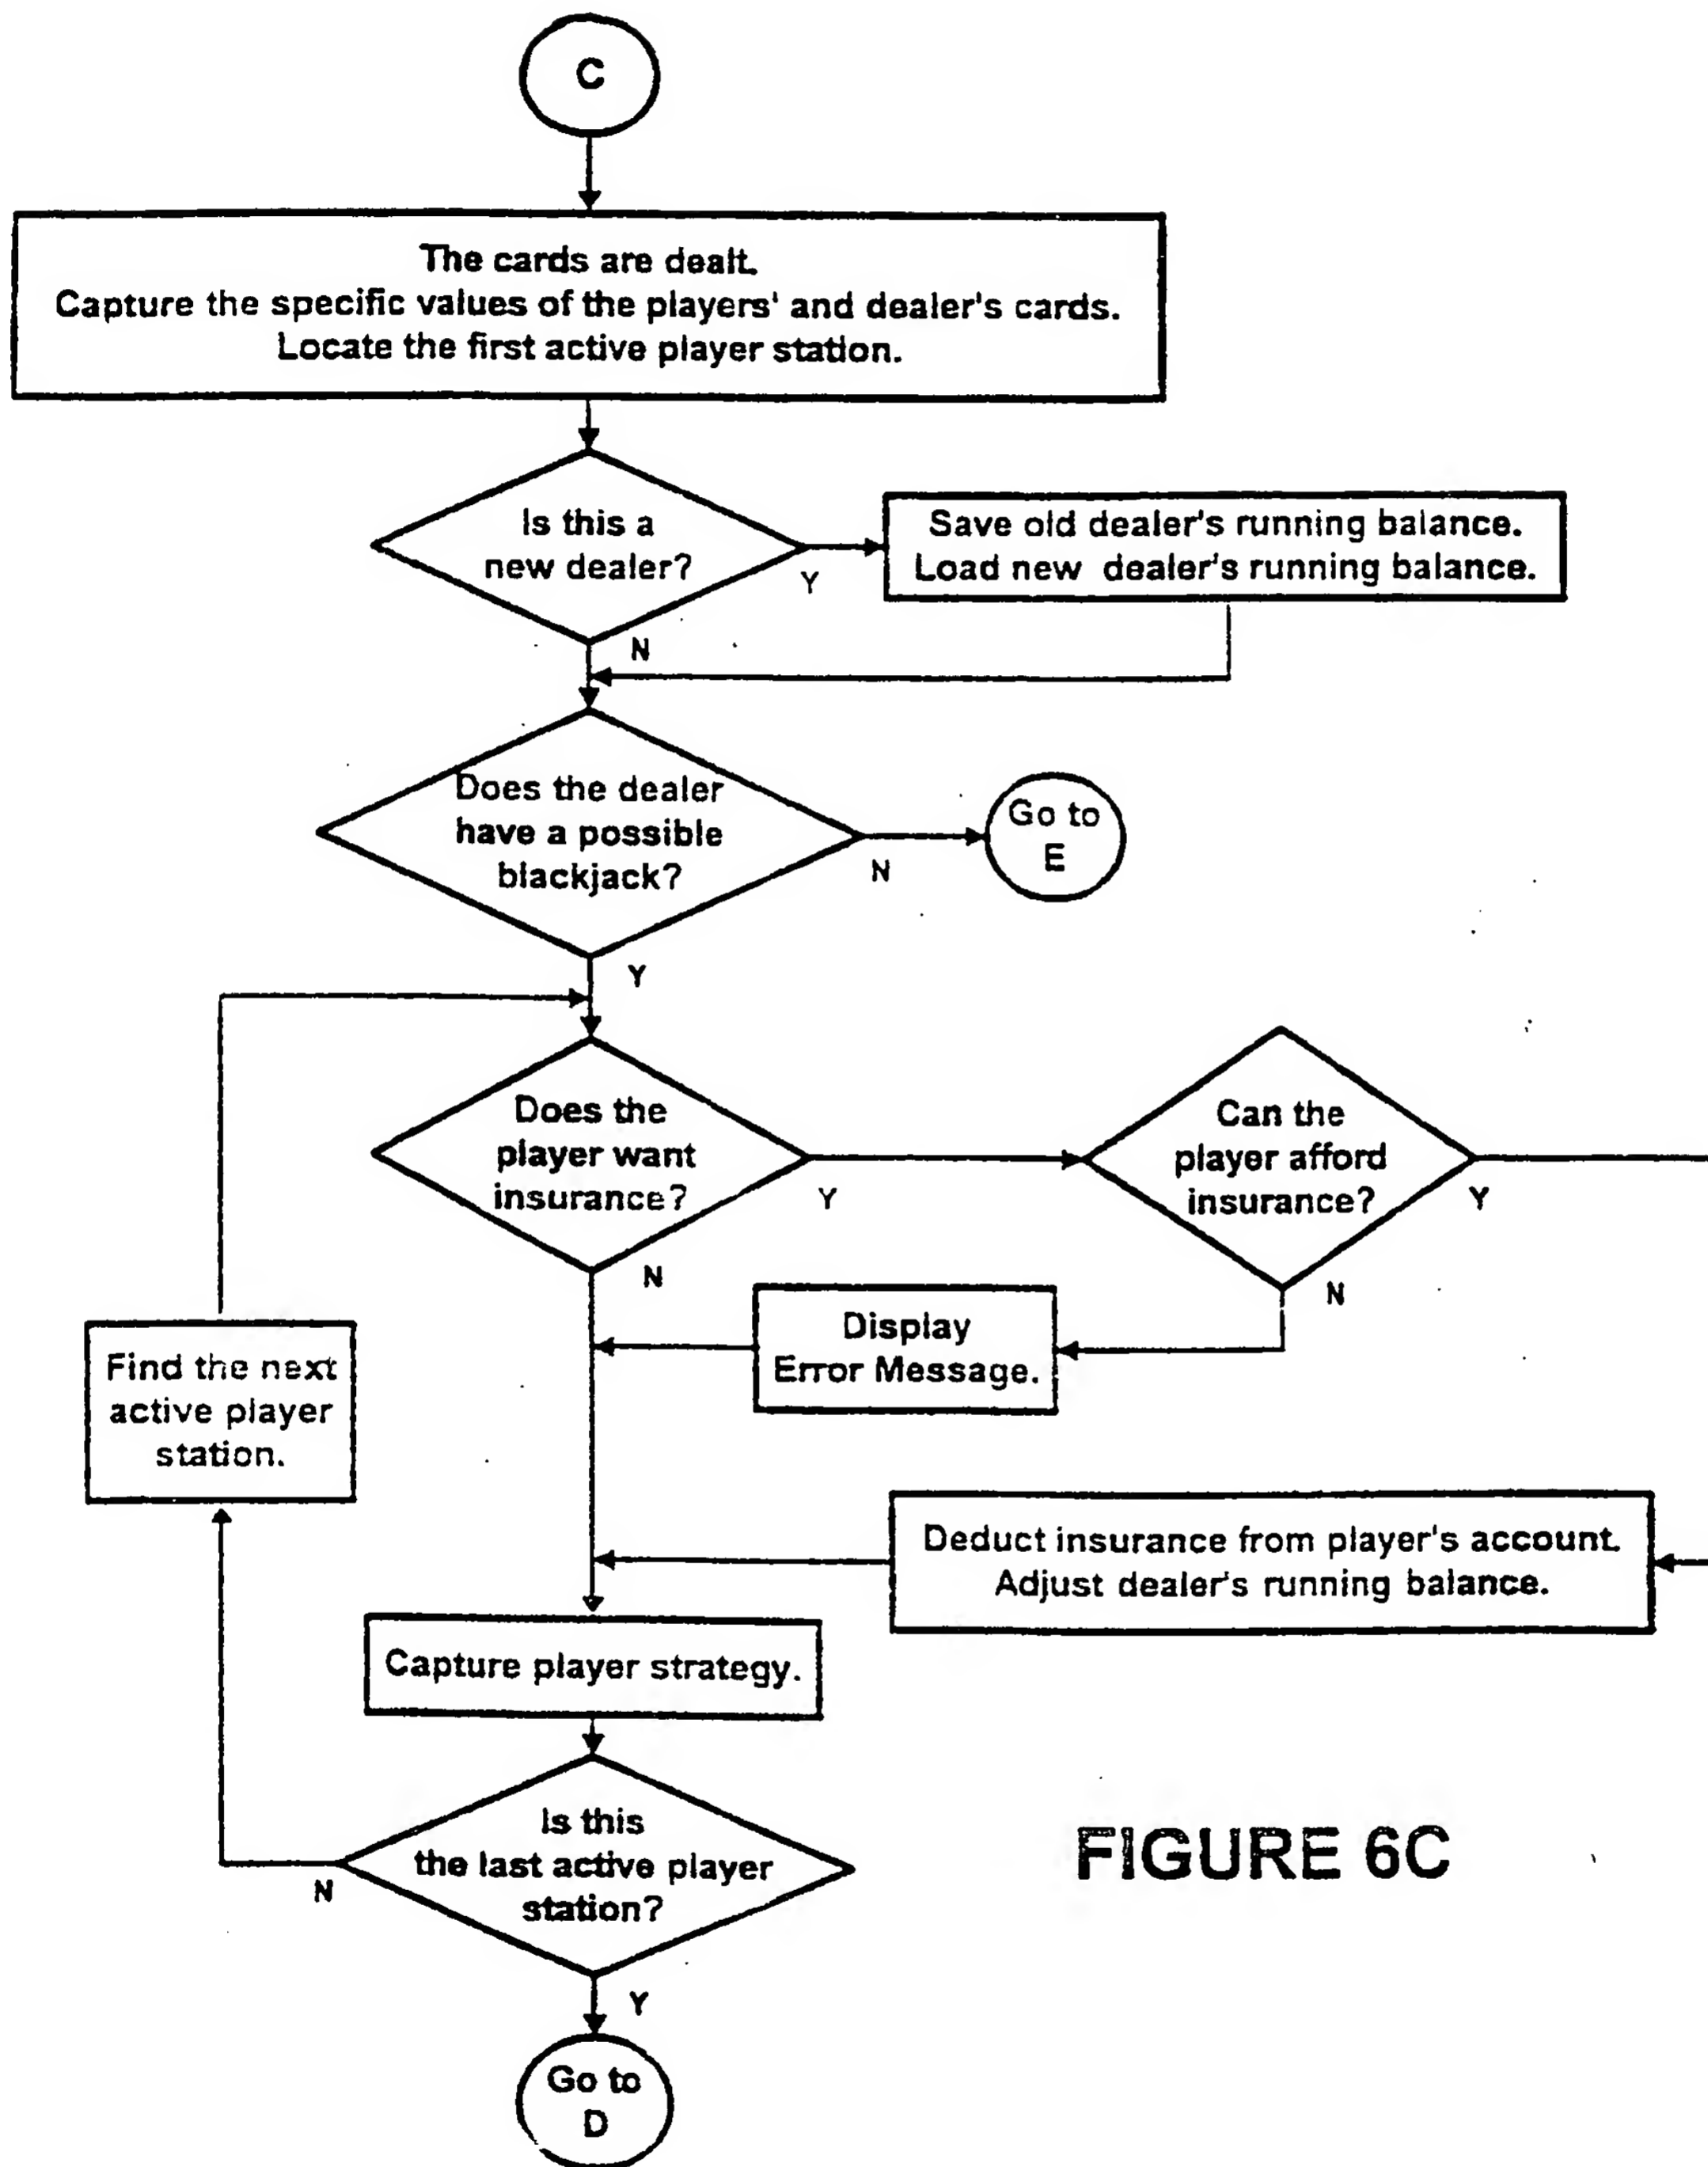 C
The cards are dealt.
Capture the specific values of the players' and dealer's cards.
Locate the first active player station.
Is this a
new dealer?
Y
Save old dealer's running balance.
Load new dealer's running balance.
N
Does the dealer
have a possible
blackjack?
N
Go to
E
Y
Does the
player want
insurance?
Y
Can the
player afford
insurance?
Y
N
N
Display
Error Message.
Find the next
active player
station.
Deduct insurance from player's account.
Adjust dealer's running balance.
Capture player strategy.
Is this
the last active player
station?
N
FIGURE 6C
Y
Go to
D